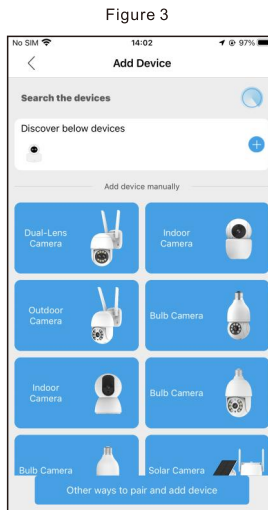 Figure 3
No SIM 14:02 97%
Add Device
Search the devices
Discover below devices
Add device manually
Dual-Lens
Camera
Indoor
Camera
Outdoor
Camera
Bulb Camera
Indoor
Camera
Bulb Camera
Bulb Camera
Solar Camera
Other ways to pair and add device